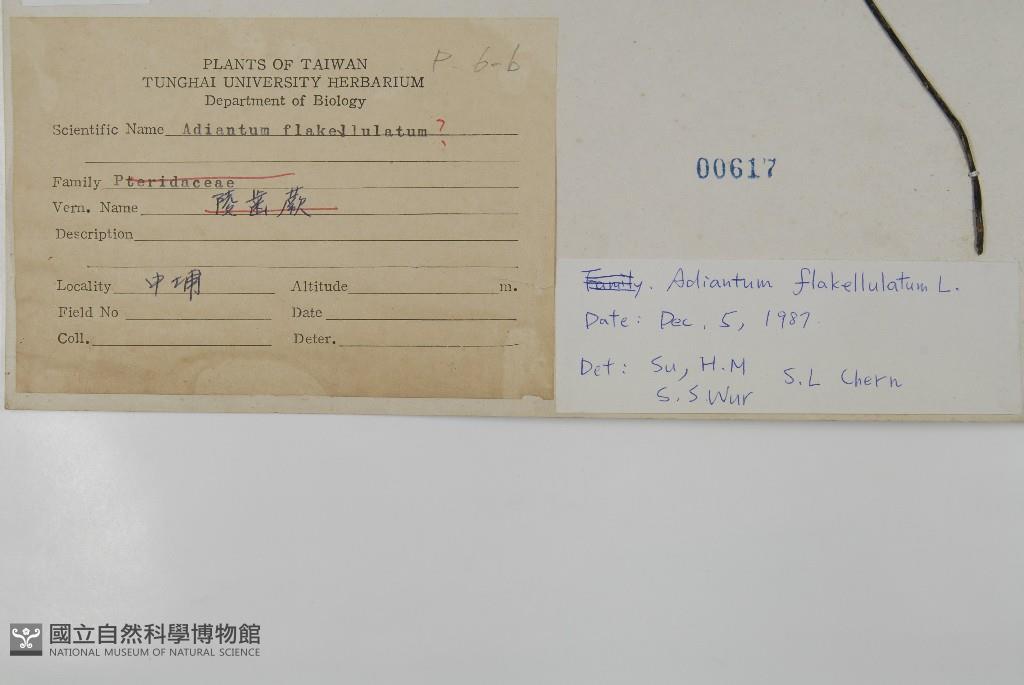 P. 6-6
PLANTS OF TAIWAN
TUNGHAI UNIVERSITY HERBARIUM
Department of Biology
Scientific Name Adiantum flakellulatum ?
Family Pteridaceae
Vern. Name 陵齒蕨
Description
Locality 中埔 Altitude m.
Field No Date
Coll. Deter.
00617
Family. Adiantum flakellulatum L.
Date: Dec. 5, 1987
Det: Su, H.M S.L Chern
S.S Wur
國立自然科學博物館
NATIONAL MUSEUM OF NATURAL SCIENCE